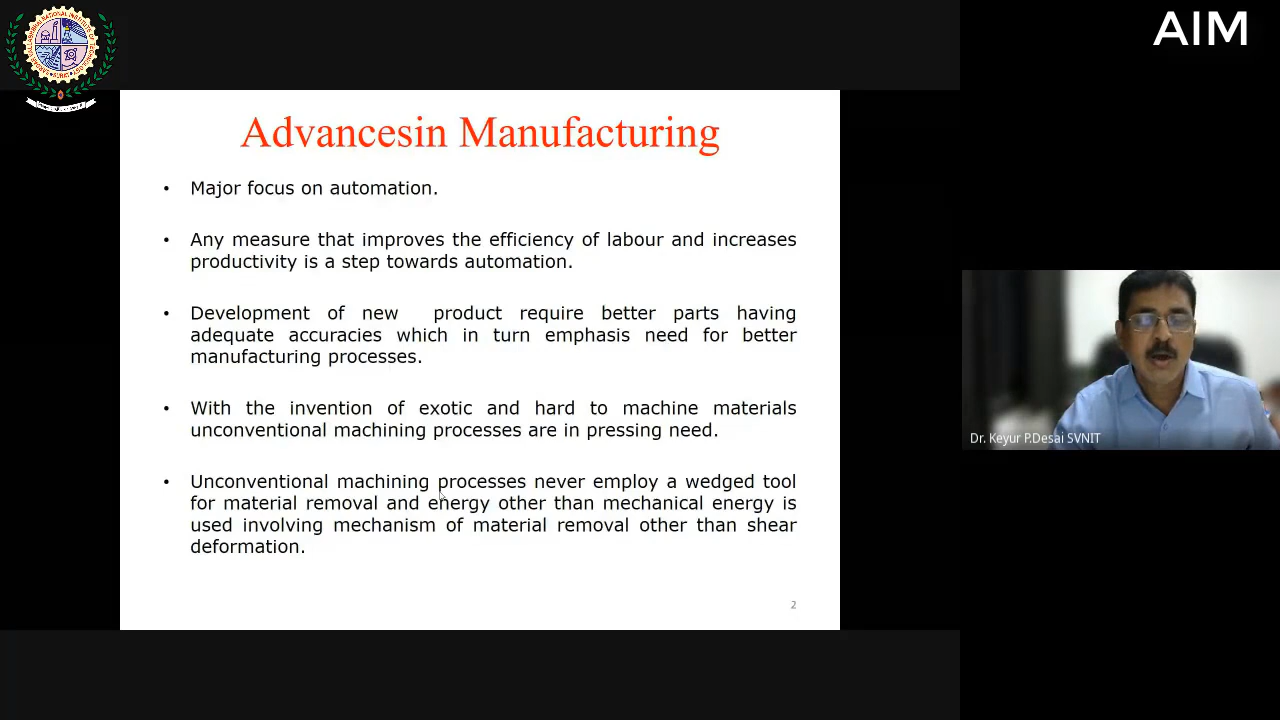 AIM
Advancesin Manufacturing
• Major focus on automation.
• Any measure that improves the efficiency of labour and increases
productivity is a step towards automation.
• Development of new product require better parts having
adequate accuracies which in turn emphasis need for better
manufacturing processes.
• With the invention of exotic and hard to machine materials
unconventional machining processes are in pressing need.
• Unconventional machining processes never employ a wedged tool
for material removal and energy other than mechanical energy is
used involving mechanism of material removal other than shear
deformation.
2
Dr. Keyur P.Desai SVNIT